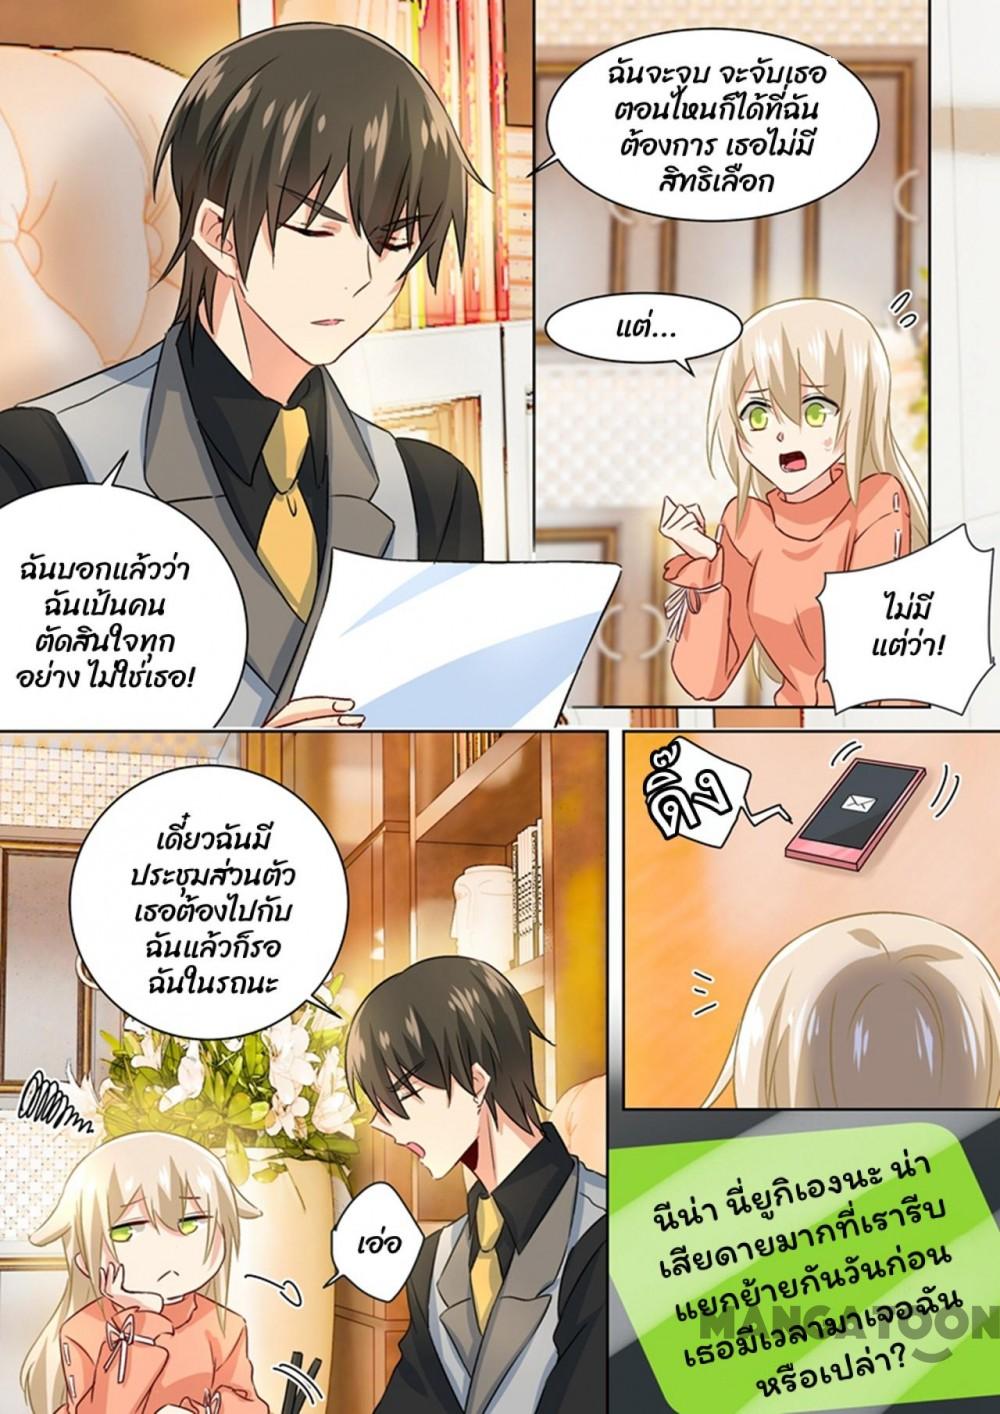 ฉันจะจูบ จะจับเธอ
ตอนไหนก็ได้ที่ฉัน
ต้องการ เธอไม่มี
สิทธิเลือก
แต่...
ฉันบอกแล้วว่า
ฉันเป็นคน
ตัดสินใจทุก
อย่าง ไม่ใช่เธอ!
ไม่มี
แต่ว่า!
เดี๋ยวฉันมี
ประชุมส่วนตัว
เธอต้องไปกับ
ฉันแล้วก็รอ
ฉันในรถนะ
ดิ๊ง
เอ่อ
นีน่า นี่ยูกิเองนะ น่า
เสียดายมากที่เรารีบ
แยกย้ายกันวันก่อน
เธอมีเวลามาเจอฉัน
หรือเปล่า?
MANGATOON